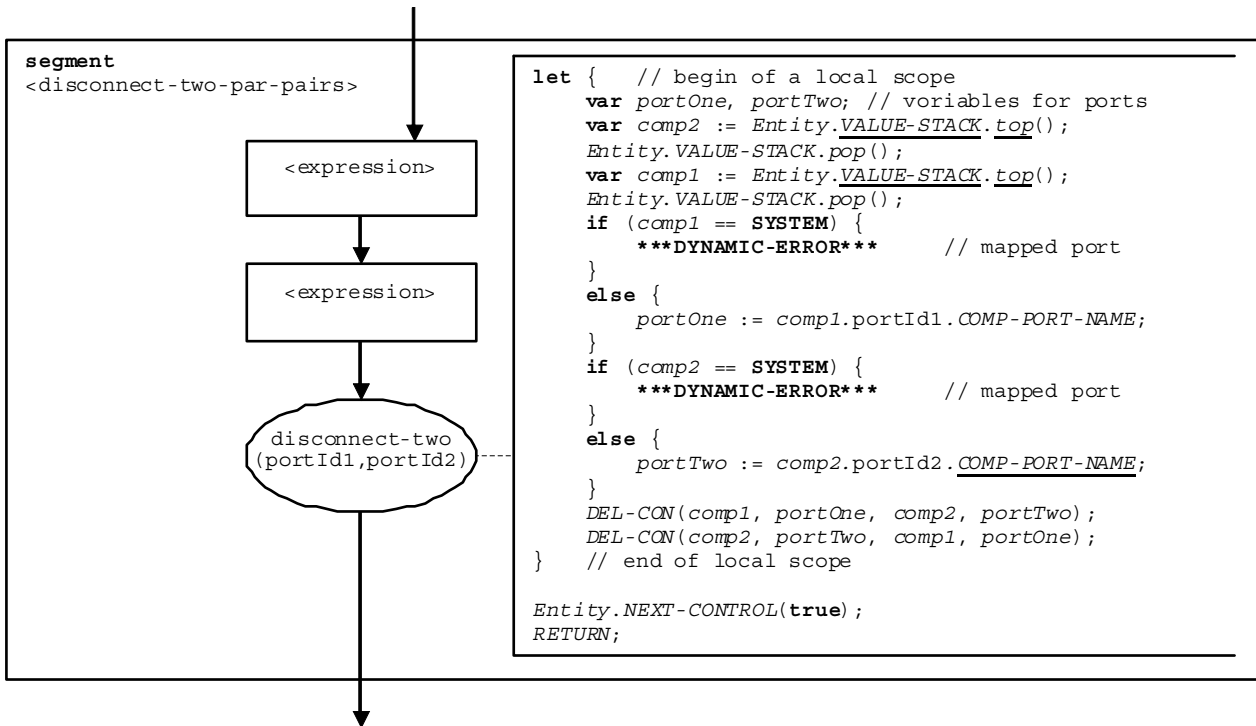 segment
<disconnect-two-par-pairs>
<expression>
<expression>
disconnect-two
(portId1,portId2)
let {   // begin of a local scope
    var portOne, portTwo; // voriables for ports
    var comp2 := Entity.VALUE-STACK.top();
    Entity.VALUE-STACK.pop();
    var comp1 := Entity.VALUE-STACK.top();
    Entity.VALUE-STACK.pop();
    if (comp1 == SYSTEM) {
        ***DYNAMIC-ERROR***     // mapped port
    }
    else {
        portOne := comp1.portId1.COMP-PORT-NAME;
    }
    if (comp2 == SYSTEM) {
        ***DYNAMIC-ERROR***     // mapped port
    }
    else {
        portTwo := comp2.portId2.COMP-PORT-NAME;
    }
    DEL-CON(comp1, portOne, comp2, portTwo);
    DEL-CON(comp2, portTwo, comp1, portOne);
}   // end of local scope
Entity.NEXT-CONTROL(true);
RETURN;